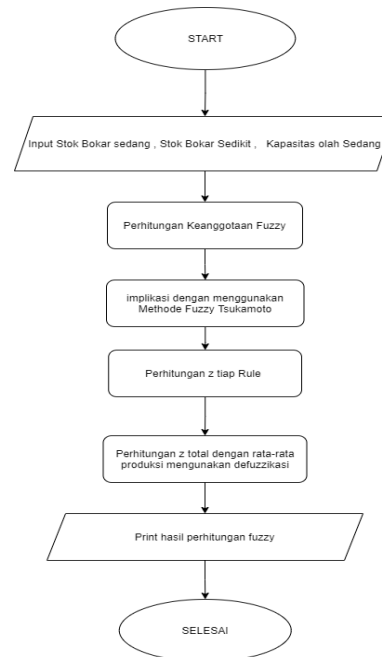 START
Input Stok Bokar sedang , Stok Bokar Sedikit , Kapasitas olah Sedang
Perhitungan Keanggotaan Fuzzy
implikasi dengan menggunakan
Methode Fuzzy Tsukamoto
Perhitungan z tiap Rule
Perhitungan z total dengan rata-rata
produksi mengunakan defuzzikasi
Print hasil perhitungan fuzzy
SELESAI